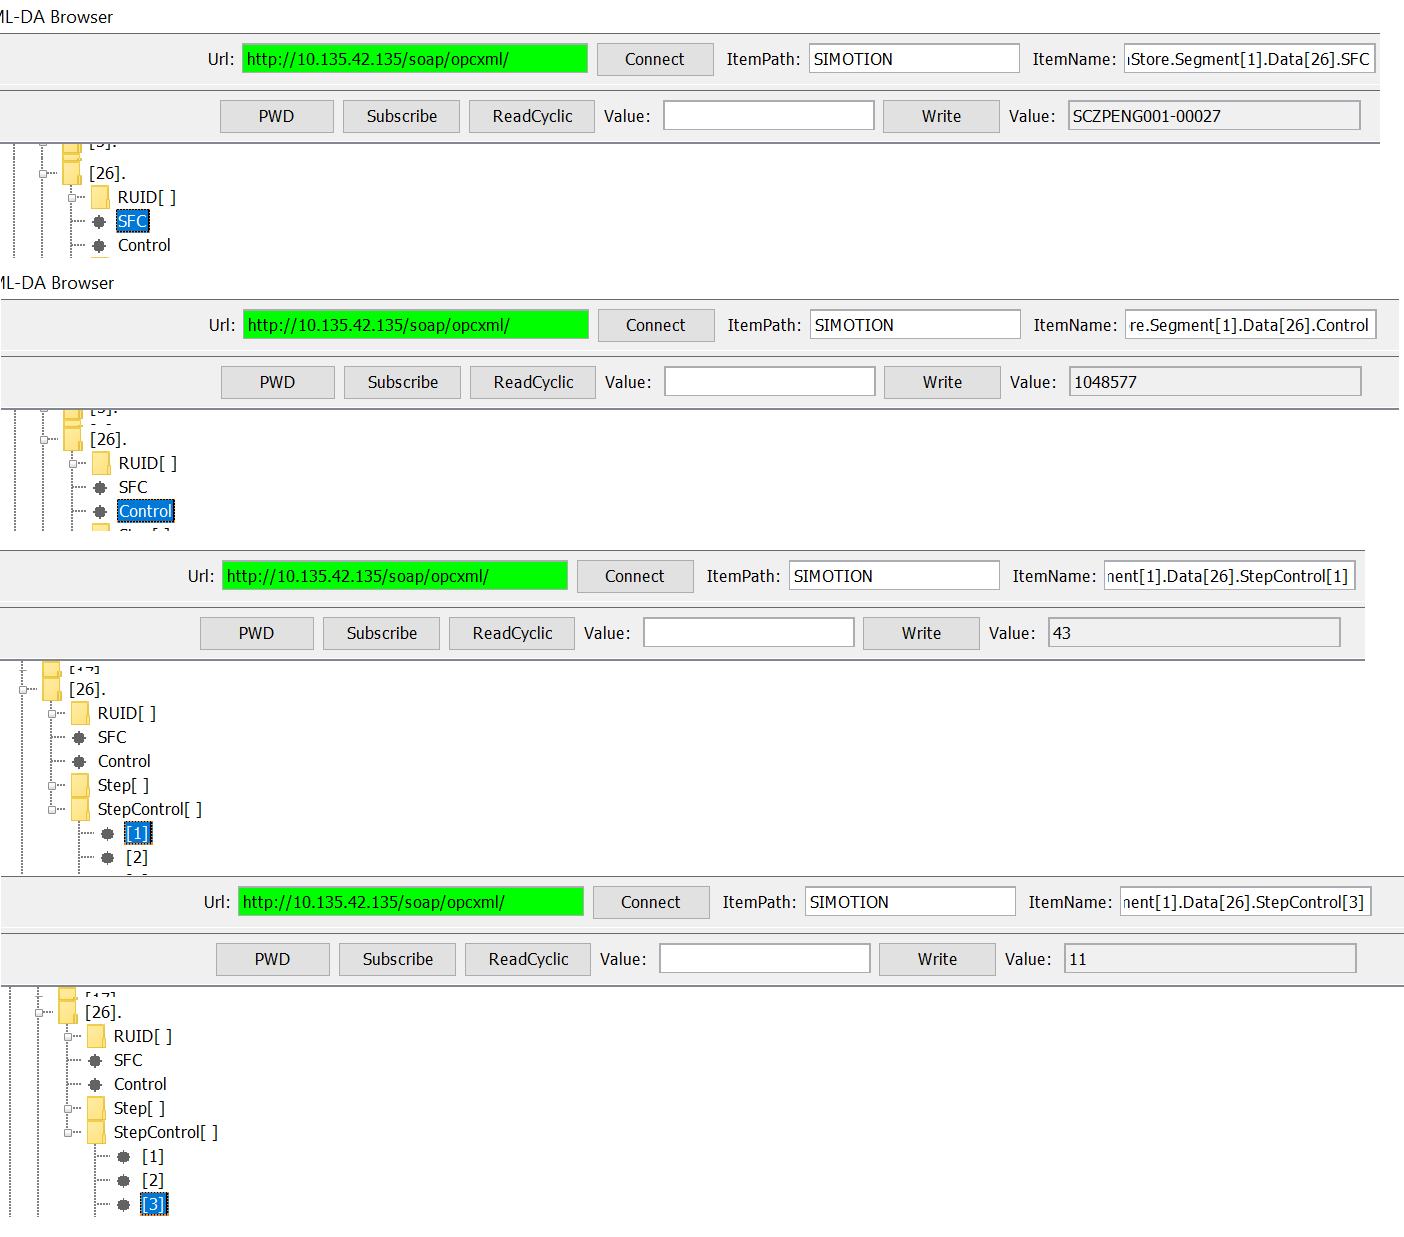 ML-DA Browser
Url: http://10.135.42.135/soap/opcxml/ Connect ItemPath: SIMOTION ItemName: Store.Segment[1].Data[26].SFC
PWD Subscribe ReadCyclic Value: Write Value: SCZPENG001-00027
[26].
RUID[ ]
SFC
Control
ML-DA Browser
Url: http://10.135.42.135/soap/opcxml/ Connect ItemPath: SIMOTION ItemName: re.Segment[1].Data[26].Control
PWD Subscribe ReadCyclic Value: Write Value: 1048577
[26].
RUID[ ]
SFC
Control
Url: http://10.135.42.135/soap/opcxml/ Connect ItemPath: SIMOTION ItemName: nent[1].Data[26].StepControl[1]
PWD Subscribe ReadCyclic Value: Write Value: 43
[26].
RUID[ ]
SFC
Control
Step[ ]
StepControl[ ]
[1]
[2]
Url: http://10.135.42.135/soap/opcxml/ Connect ItemPath: SIMOTION ItemName: nent[1].Data[26].StepControl[3]
PWD Subscribe ReadCyclic Value: Write Value: 11
[26].
RUID[ ]
SFC
Control
Step[ ]
StepControl[ ]
[1]
[2]
[3]